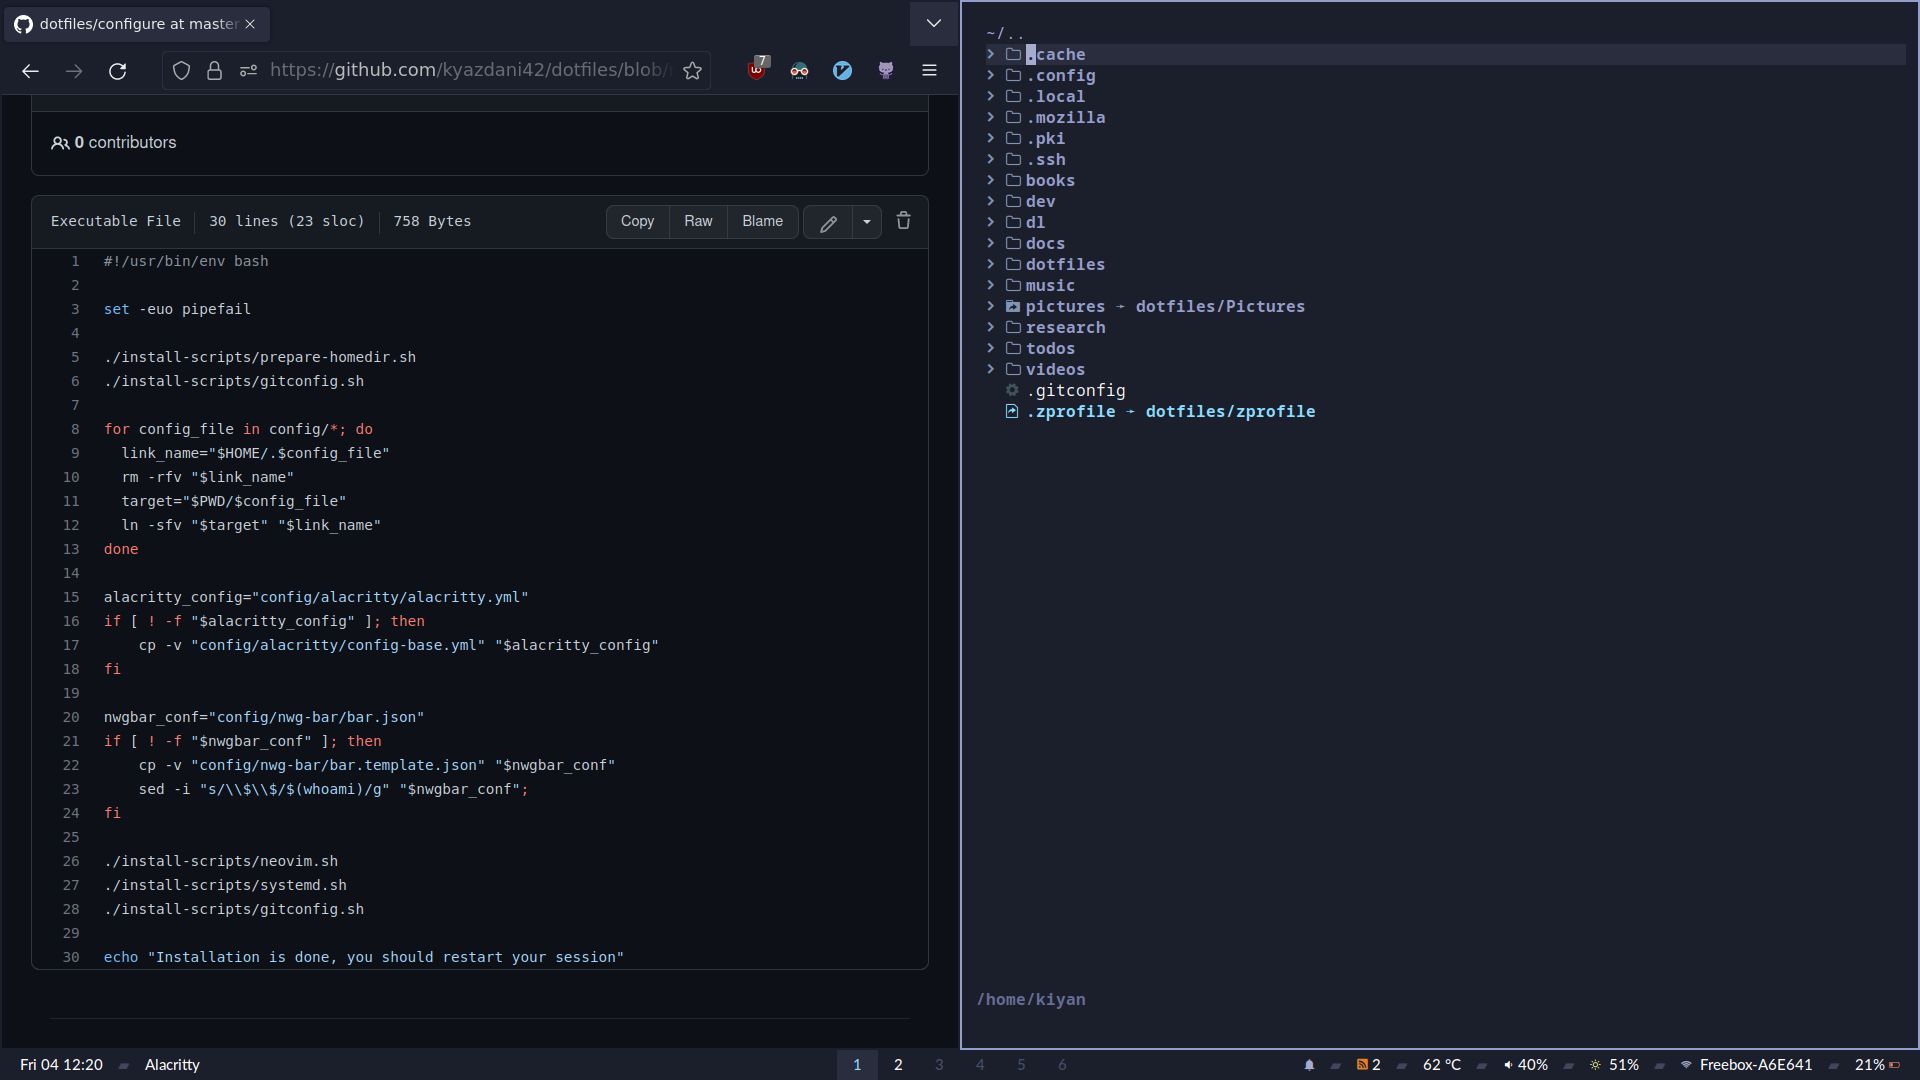 dotfiles/configure at master
https://github.com/kyazdani42/dotfiles/blob/
7
0 contributors
Executable File 30 lines (23 sloc) 758 Bytes Copy Raw Blame
1 #!/usr/bin/env bash
2
3 set -euo pipefail
4
5 ./install-scripts/prepare-homedir.sh
6 ./install-scripts/gitconfig.sh
7
8 for config_file in config/*; do
9 link_name="$HOME/.$config_file"
10 rm -rfv "$link_name"
11 target="$PWD/$config_file"
12 ln -sfv "$target" "$link_name"
13 done
14
15 alacritty_config="config/alacritty/alacritty.yml"
16 if [ ! -f "$alacritty_config" ]; then
17 cp -v "config/alacritty/config-base.yml" "$alacritty_config"
18 fi
19
20 nwgbar_conf="config/nwg-bar/bar.json"
21 if [ ! -f "$nwgbar_conf" ]; then
22 cp -v "config/nwg-bar/bar.template.json" "$nwgbar_conf"
23 sed -i "s/\\$\\$/$(whoami)/g" "$nwgbar_conf";
24 fi
25
26 ./install-scripts/neovim.sh
27 ./install-scripts/systemd.sh
28 ./install-scripts/gitconfig.sh
29
30 echo "Installation is done, you should restart your session"
~/..
.cache
.config
.local
.mozilla
.pki
.ssh
books
dev
dl
docs
dotfiles
music
pictures → dotfiles/Pictures
research
todos
videos
.gitconfig
.zprofile → dotfiles/zprofile
/home/kiyan
Fri 04 12:20 Alacritty 1 2 3 4 5 6 2 62 °C 40% 51% Freebox-A6E641 21%